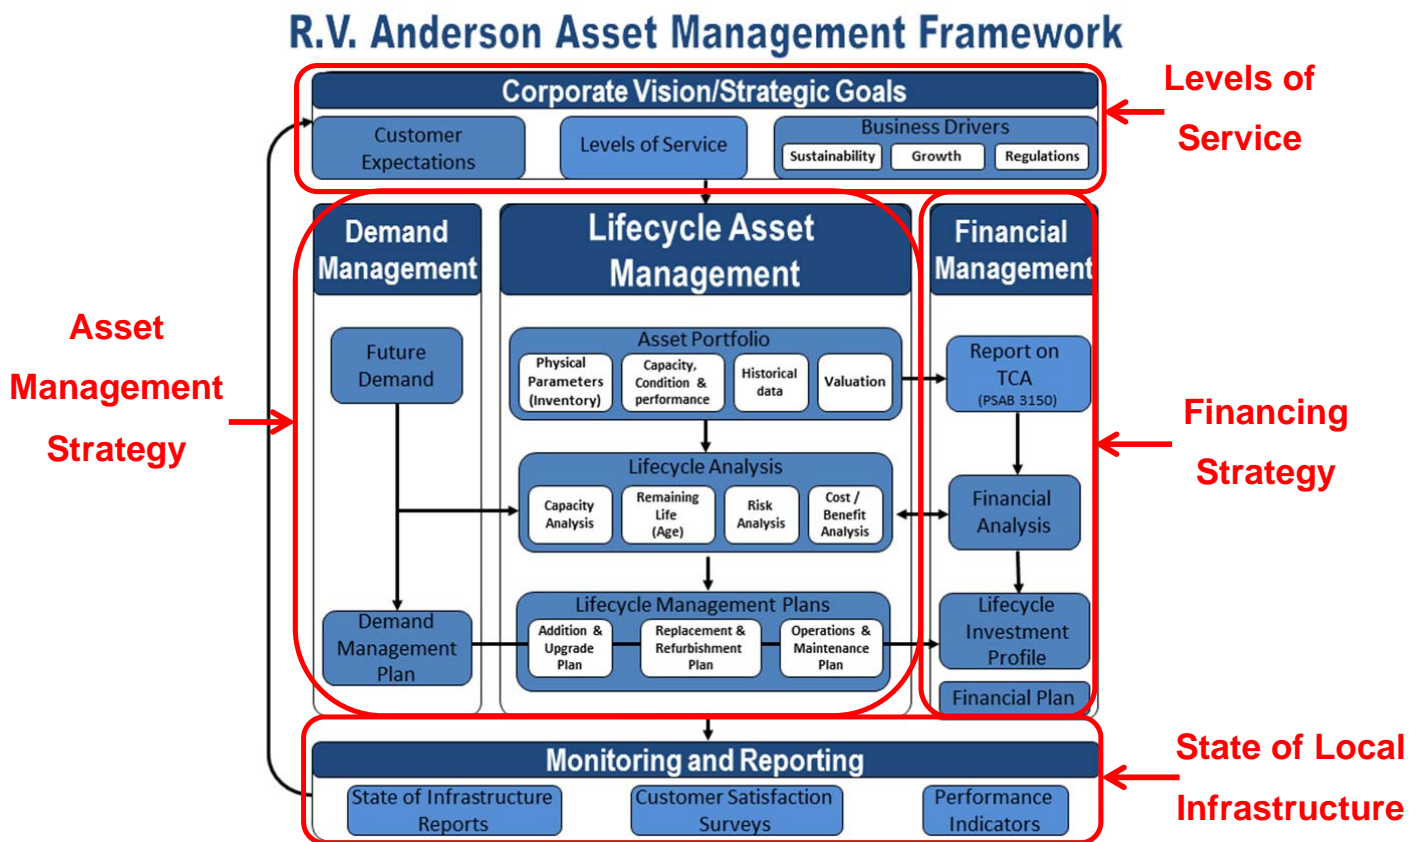 R.V. Anderson Asset Management Framework
Corporate Vision/Strategic Goals
Customer
Expectations
Levels of Service
Business Drivers
Sustainability
Growth
Regulations
Levels of
Service
Demand
Management
Lifecycle Asset
Management
Financial
Management
Asset
Management
Strategy
Future
Demand
Demand
Management
Plan
Asset Portfolio
Physical
Parameters
(Inventory)
Capacity,
Condition &
performance
Historical
data
Valuation
Lifecycle Analysis
Capacity
Analysis
Remaining
Life
(Age)
Risk
Analysis
Cost /
Benefit
Analysis
Lifecycle Management Plans
Addition &
Upgrade
Plan
Replacement &
Refurbishment
Plan
Operations &
Maintenance
Plan
Report on
TCA
(PSAB 3150)
Financial
Analysis
Lifecycle
Investment
Profile
Financial Plan
Financing
Strategy
Monitoring and Reporting
State of Infrastructure
Reports
Customer Satisfaction
Surveys
Performance
Indicators
State of Local
Infrastructure